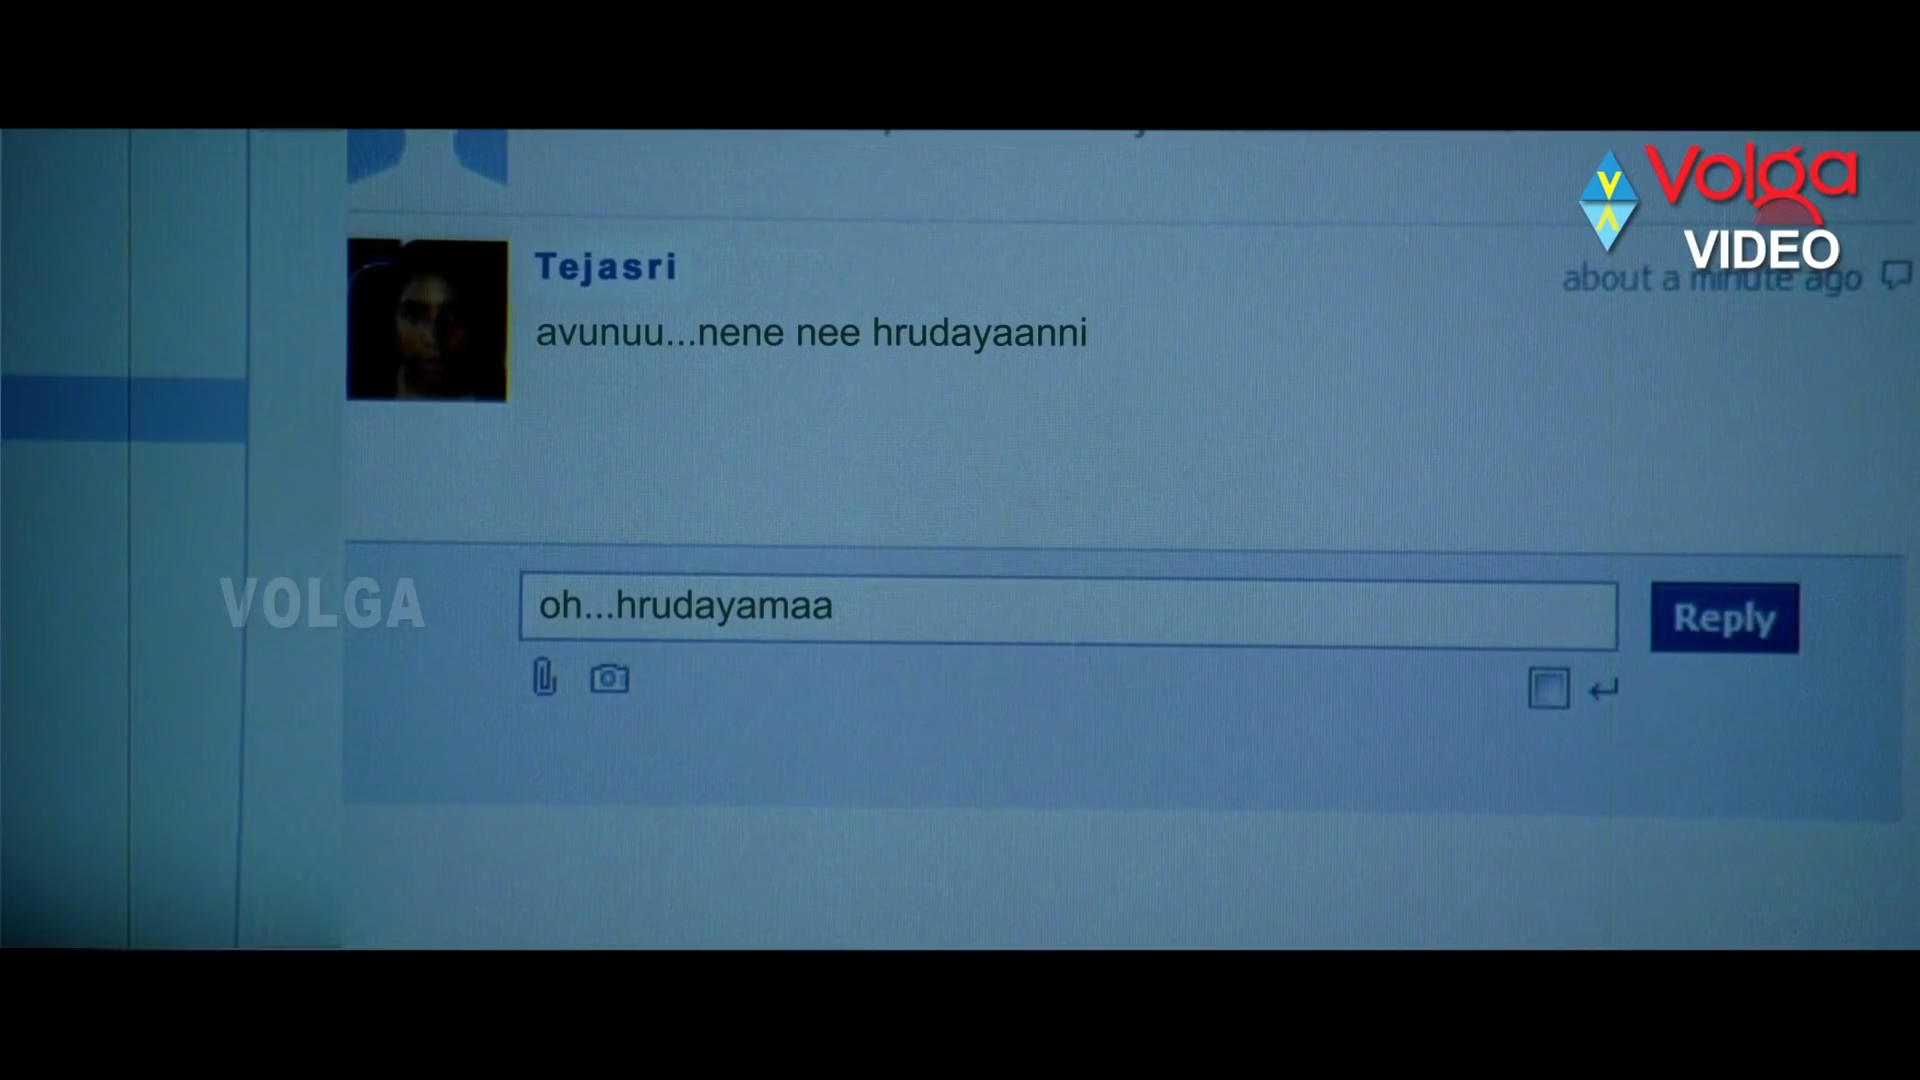 Volga
VIDEO
Tejasri
about a minute ago
avunuu...nene nee hrudayaanni
VOLGA
oh...hrudayamaa
Reply